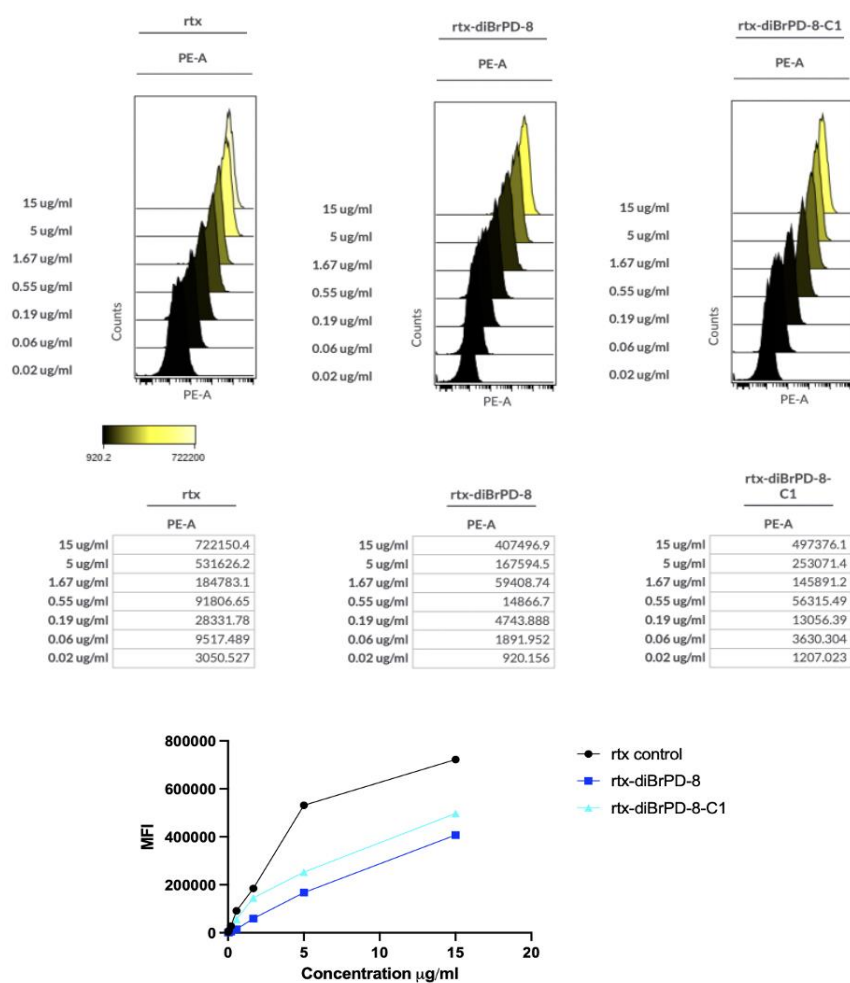 rtx
PE-A
15 ug/ml
5 ug/ml
1.67 ug/ml
0.55 ug/ml
0.19 ug/ml
0.06 ug/ml
0.02 ug/ml
Counts
PE-A
920.2 722200
rtx-diBrPD-8
PE-A
15 ug/ml
5 ug/ml
1.67 ug/ml
0.55 ug/ml
0.19 ug/ml
0.06 ug/ml
0.02 ug/ml
Counts
PE-A
rtx-diBrPD-8-C1
PE-A
15 ug/ml
5 ug/ml
1.67 ug/ml
0.55 ug/ml
0.19 ug/ml
0.06 ug/ml
0.02 ug/ml
Counts
PE-A
rtx
PE-A
15 ug/ml 722150.4
5 ug/ml 531626.2
1.67 ug/ml 184783.1
0.55 ug/ml 91806.65
0.19 ug/ml 28331.78
0.06 ug/ml 9517.489
0.02 ug/ml 3050.527
rtx-diBrPD-8
PE-A
15 ug/ml 407496.9
5 ug/ml 167594.5
1.67 ug/ml 59408.74
0.55 ug/ml 14866.7
0.19 ug/ml 4743.888
0.06 ug/ml 1891.952
0.02 ug/ml 920.156
rtx-diBrPD-8-
C1
PE-A
15 ug/ml 497376.1
5 ug/ml 253071.4
1.67 ug/ml 145891.2
0.55 ug/ml 56315.49
0.19 ug/ml 13056.39
0.06 ug/ml 3630.304
0.02 ug/ml 1207.023
MFI
800000
600000
400000
200000
0
0 5 10 15 20
Concentration μg/ml
rtx control
rtx-diBrPD-8
rtx-diBrPD-8-C1